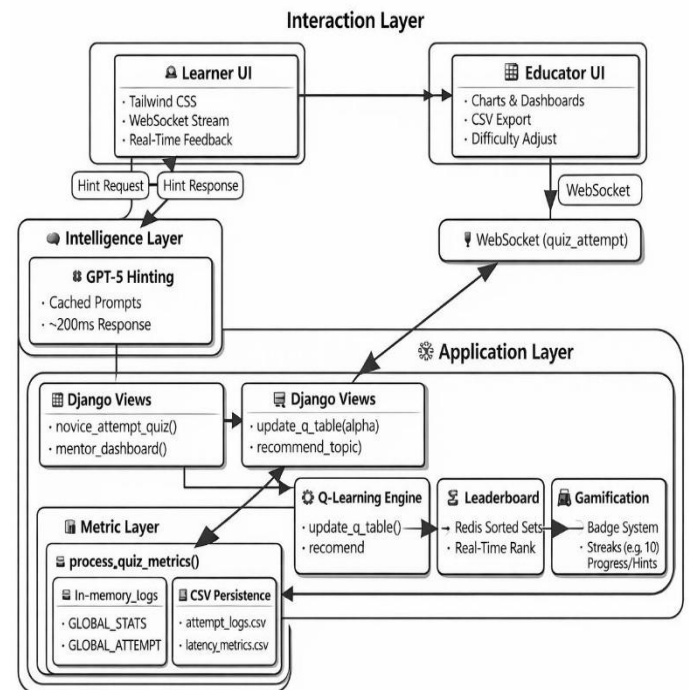 Interaction Layer
Learner UI
· Tailwind CSS
· WebSocket Stream
· Real-Time Feedback
Educator UI
· Charts & Dashboards
· CSV Export
· Difficulty Adjust
Hint Request
Hint Response
WebSocket
Intelligence Layer
WebSocket (quiz_attempt)
GPT-5 Hinting
· Cached Prompts
· ~200ms Response
Application Layer
Django Views
· novice_attempt_quiz()
· mentor_dashboard()
Django Views
· update_q_table(alpha)
· recommend_topic)
Q-Learning Engine
· update_q_table()
· recomend
Leaderboard
Redis Sorted Sets
· Real-Time Rank
Gamification
Badge System
· Streaks (e.g. 10)
Progress/Hints
Metric Layer
process_quiz_metrics()
In-memory_logs
· GLOBAL_STATS
· GLOBAL_ATTEMPT
CSV Persistence
· attempt_logs.csv
· latency_metrics.csv